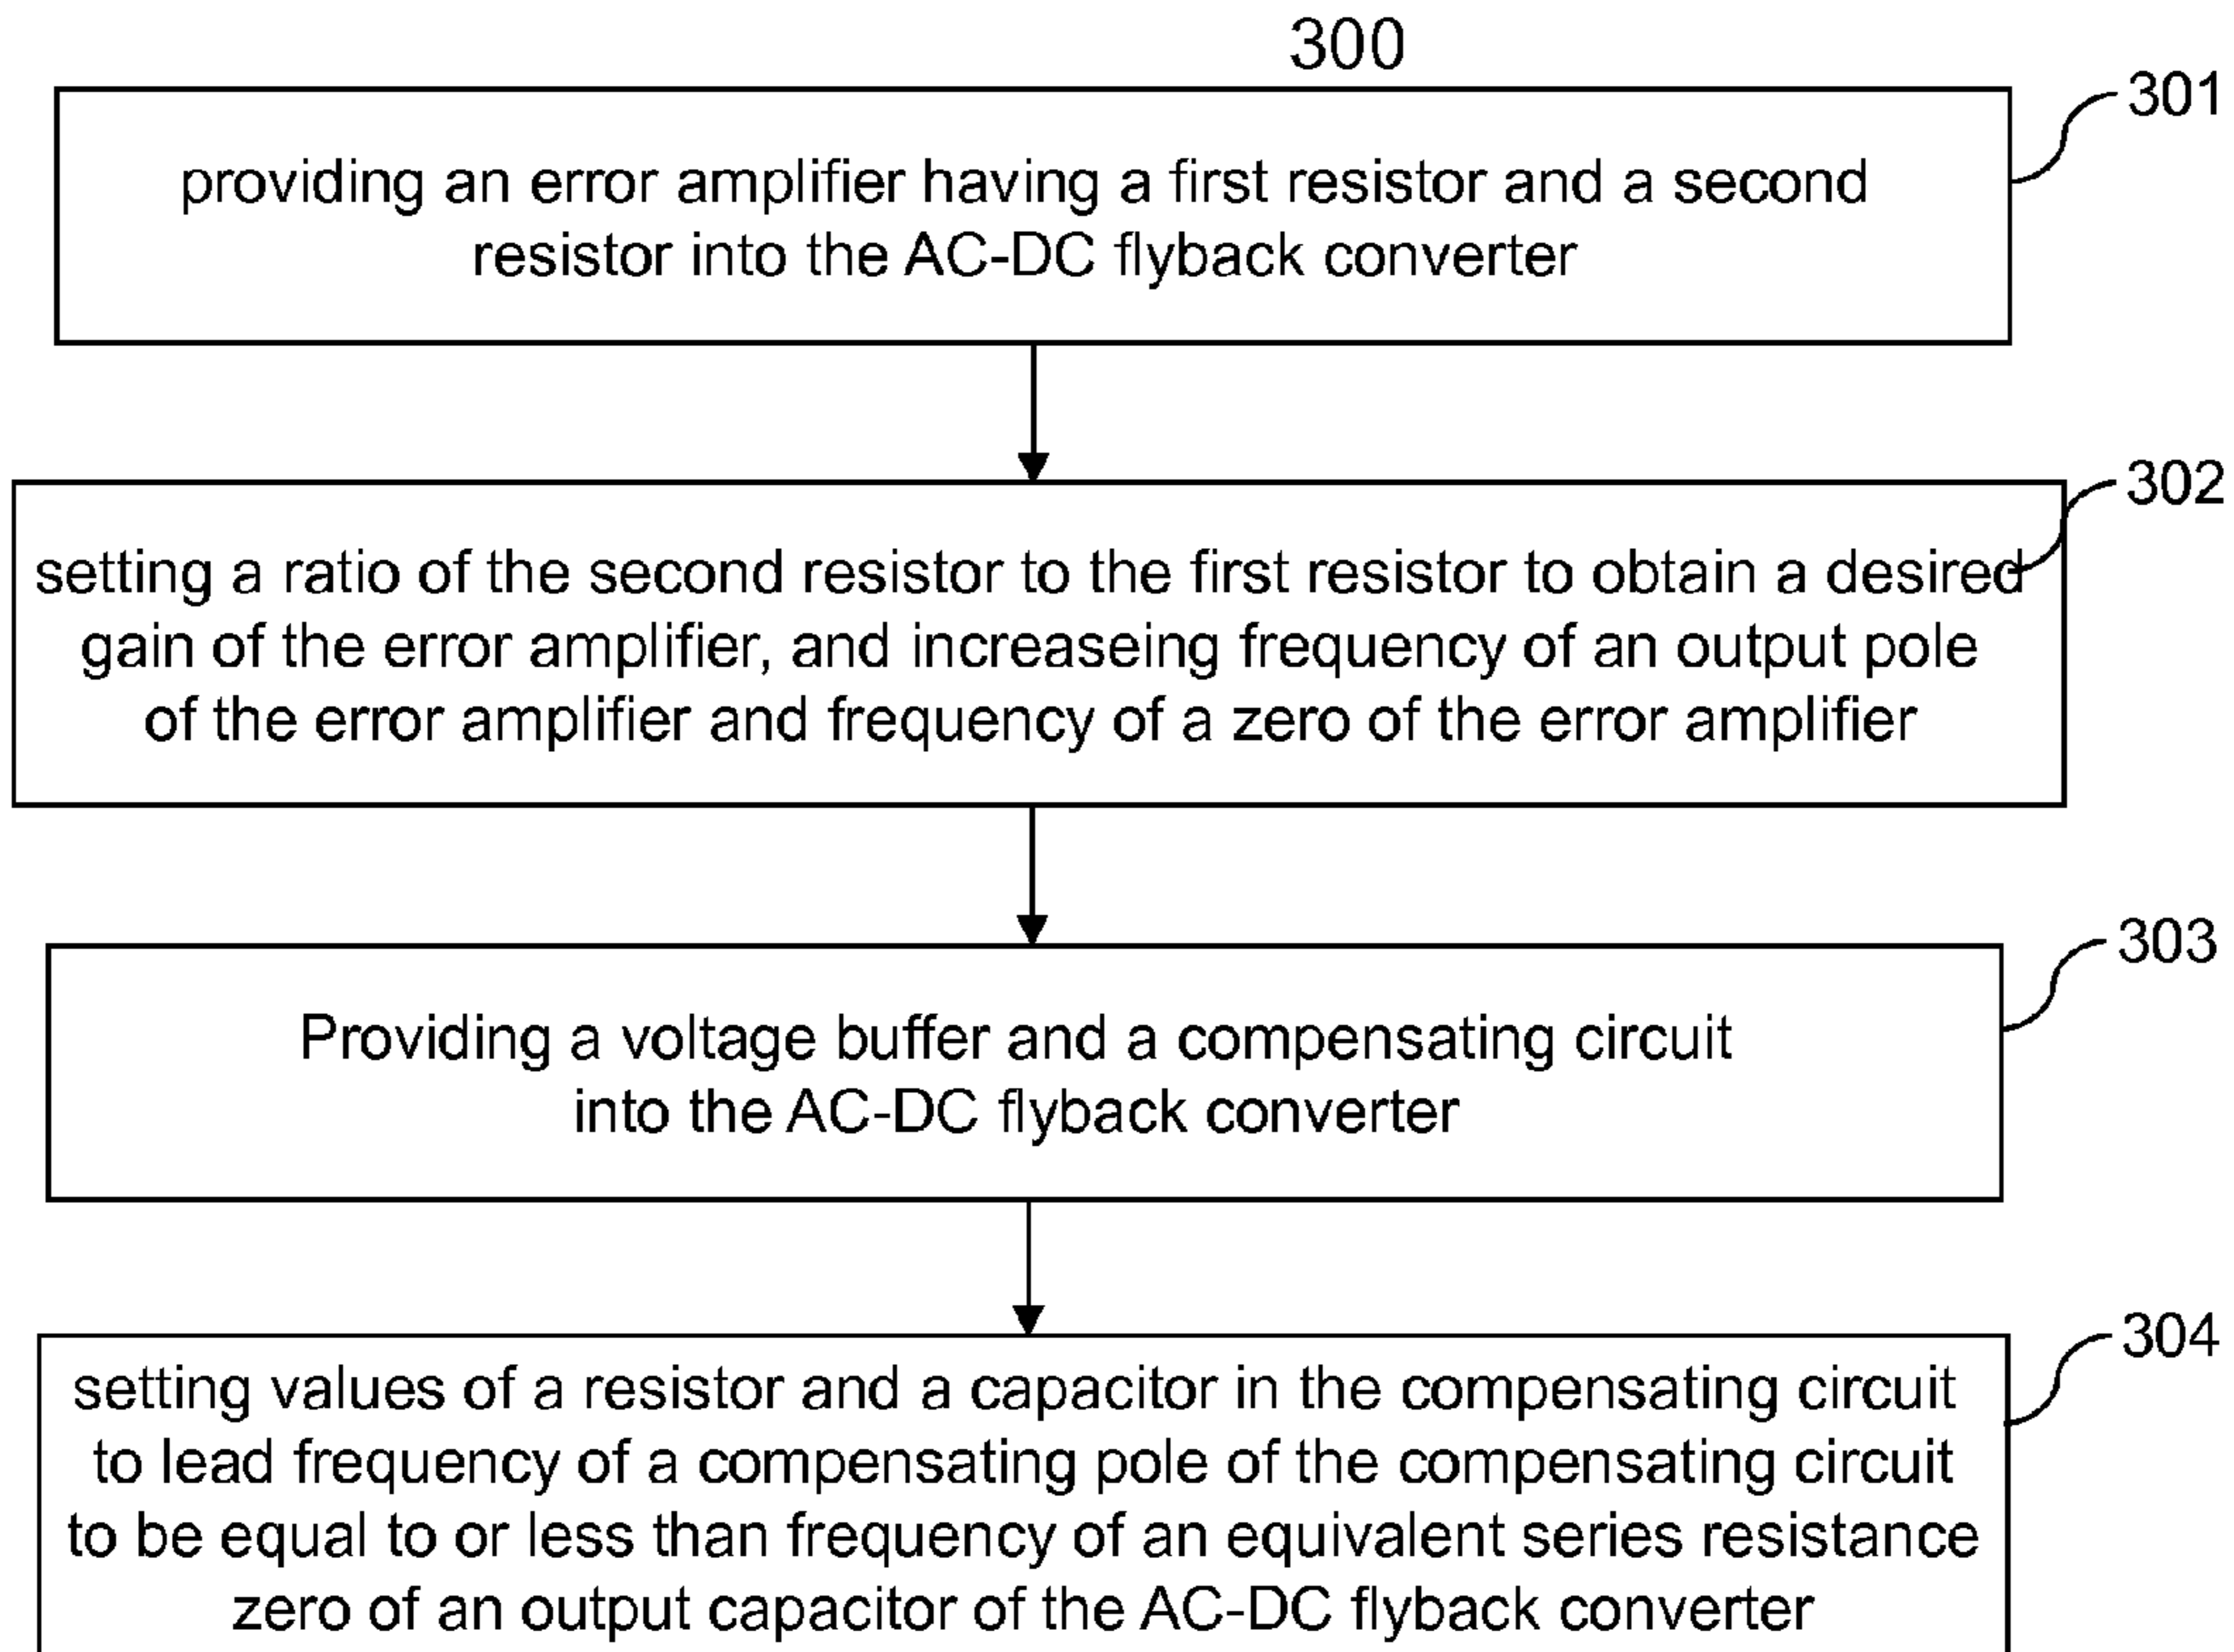 300
301
providing an error amplifier having a first resistor and a second
resistor into the AC-DC flyback converter
302
setting a ratio of the second resistor to the first resistor to obtain a desired
gain of the error amplifier, and increaseing frequency of an output pole
of the error amplifier and frequency of a zero of the error amplifier
303
Providing a voltage buffer and a compensating circuit
into the AC-DC flyback converter
304
setting values of a resistor and a capacitor in the compensating circuit
to lead frequency of a compensating pole of the compensating circuit
to be equal to or less than frequency of an equivalent series resistance
zero of an output capacitor of the AC-DC flyback converter